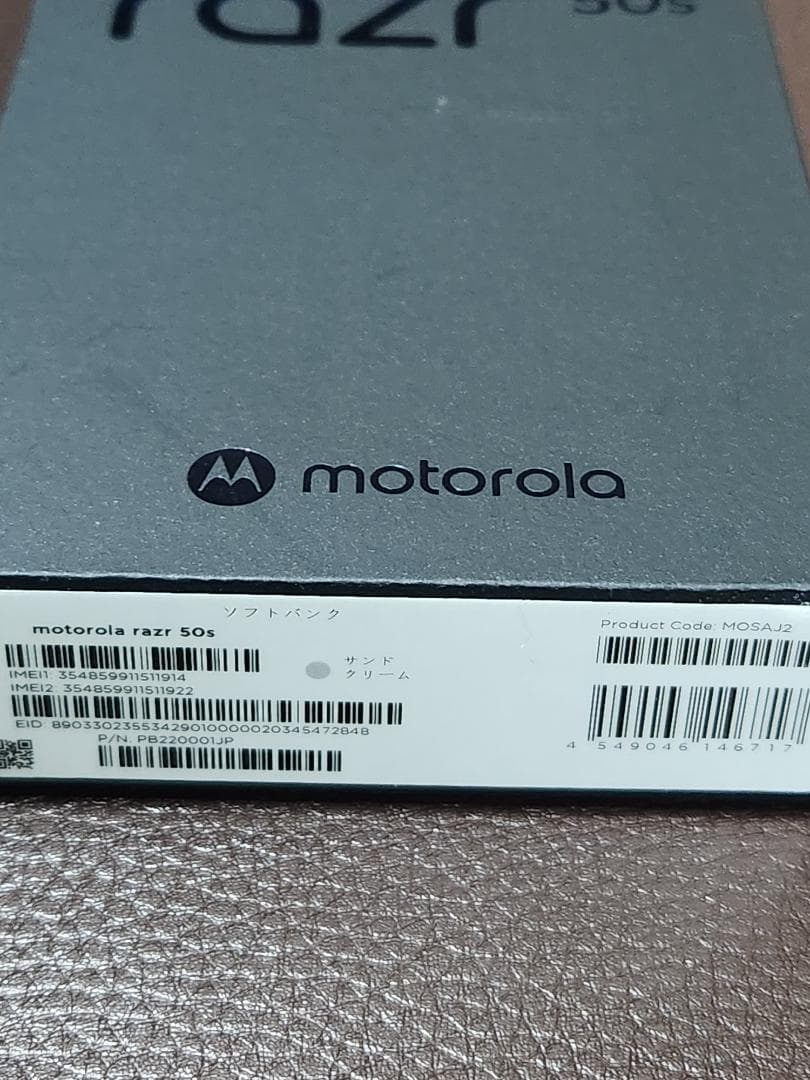 razr 50s
motorola
ソフトバンク
motorola razr 50s
サンド
クリーム
IMEI1: 354859911511914
IMEI2: 354859911511922
EID: 89033023553429010000020345472848
P/N. PB220001JP
Product Code: MOSAJ2
4 549046 146717